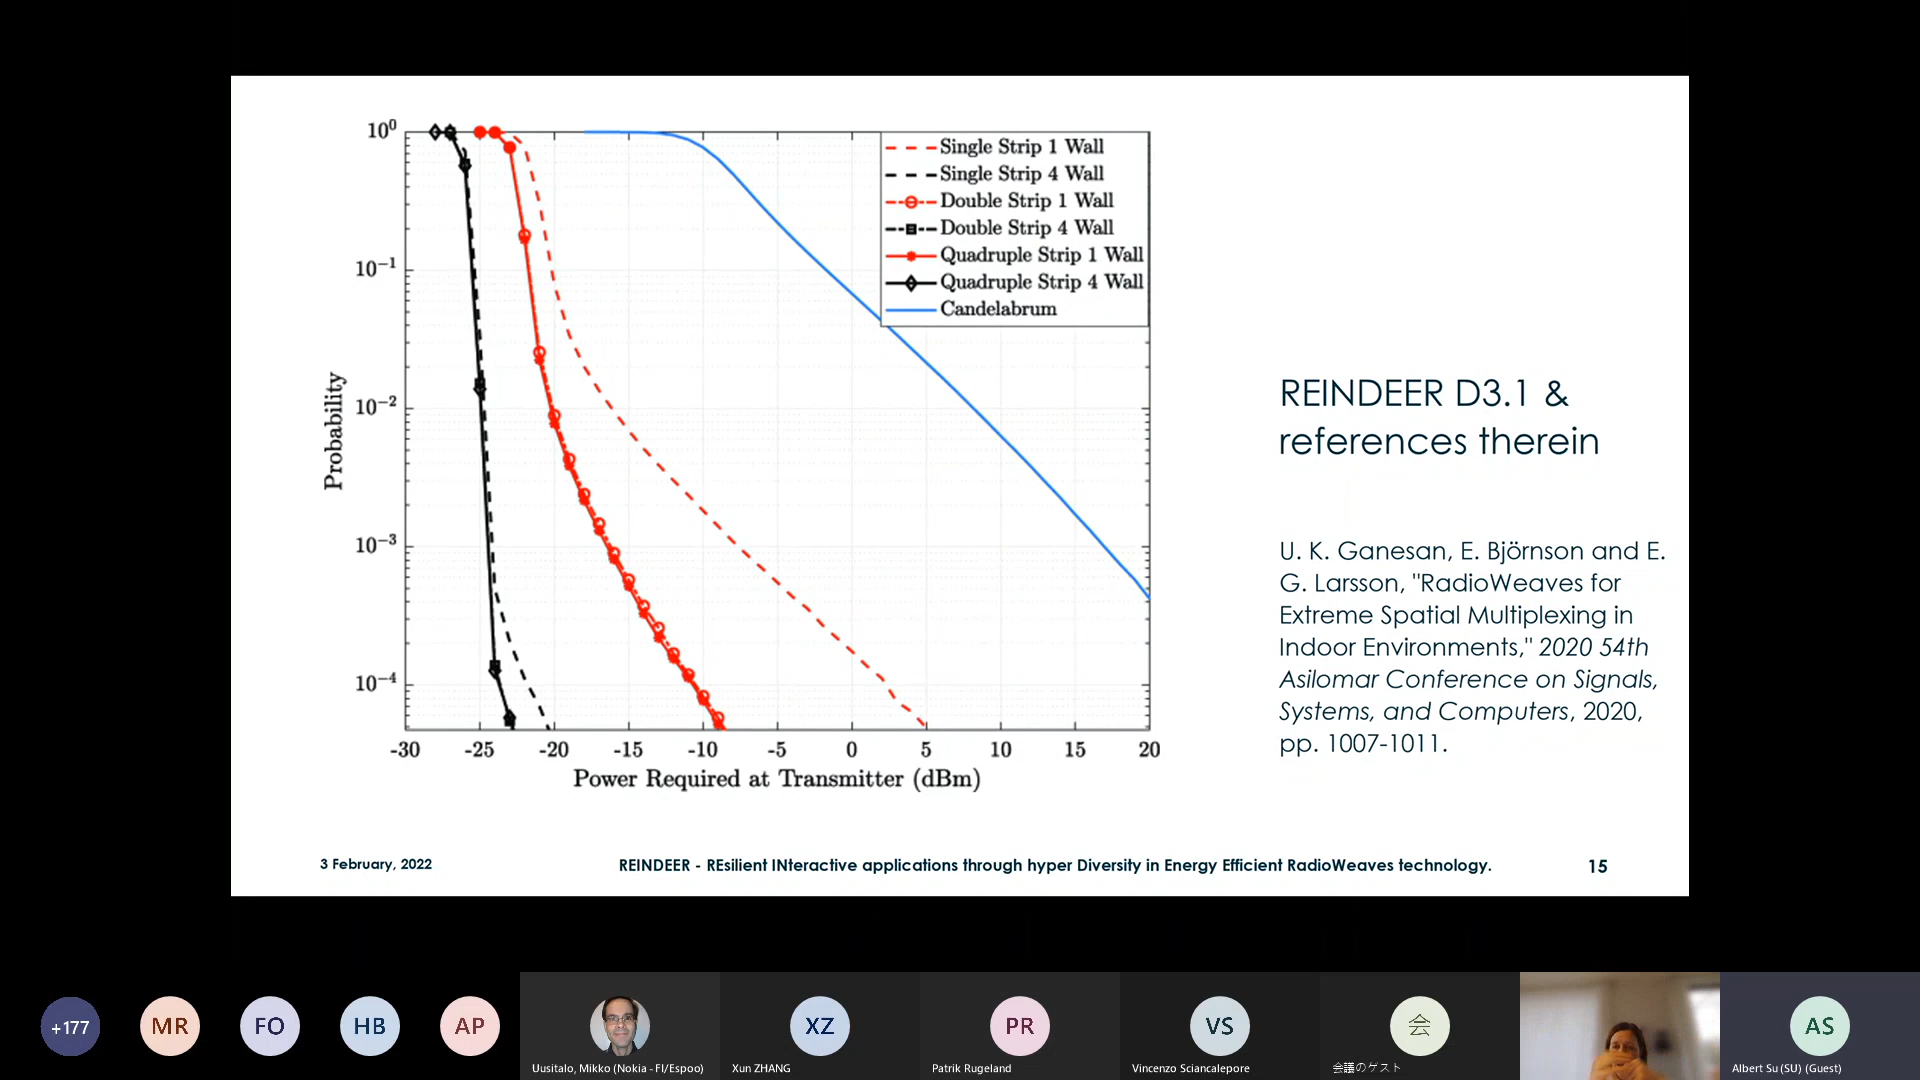 10⁰
10⁻¹
10⁻²
10⁻³
10⁻⁴
Probability
-30 -25 -20 -15 -10 -5 0 5 10 15 20
Power Required at Transmitter (dBm)
Single Strip 1 Wall
Single Strip 4 Wall
Double Strip 1 Wall
Double Strip 4 Wall
Quadruple Strip 1 Wall
Quadruple Strip 4 Wall
Candelabrum
REINDEER D3.1 &
references therein
U. K. Ganesan, E. Björnson and E.
G. Larsson, "RadioWeaves for
Extreme Spatial Multiplexing in
Indoor Environments," 2020 54th
Asilomar Conference on Signals,
Systems, and Computers, 2020,
pp. 1007-1011.
3 February, 2022
REINDEER - REsilient INteractive applications through hyper Diversity in Energy Efficient RadioWeaves technology.
15
+177
MR
FO
HB
AP
Uusitalo, Mikko (Nokia - FI/Espoo)
XZ
Xun ZHANG
PR
Patrik Rugeland
VS
Vincenzo Sciancalepore
会
会議のゲスト
AS
Albert Su (SU) (Guest)